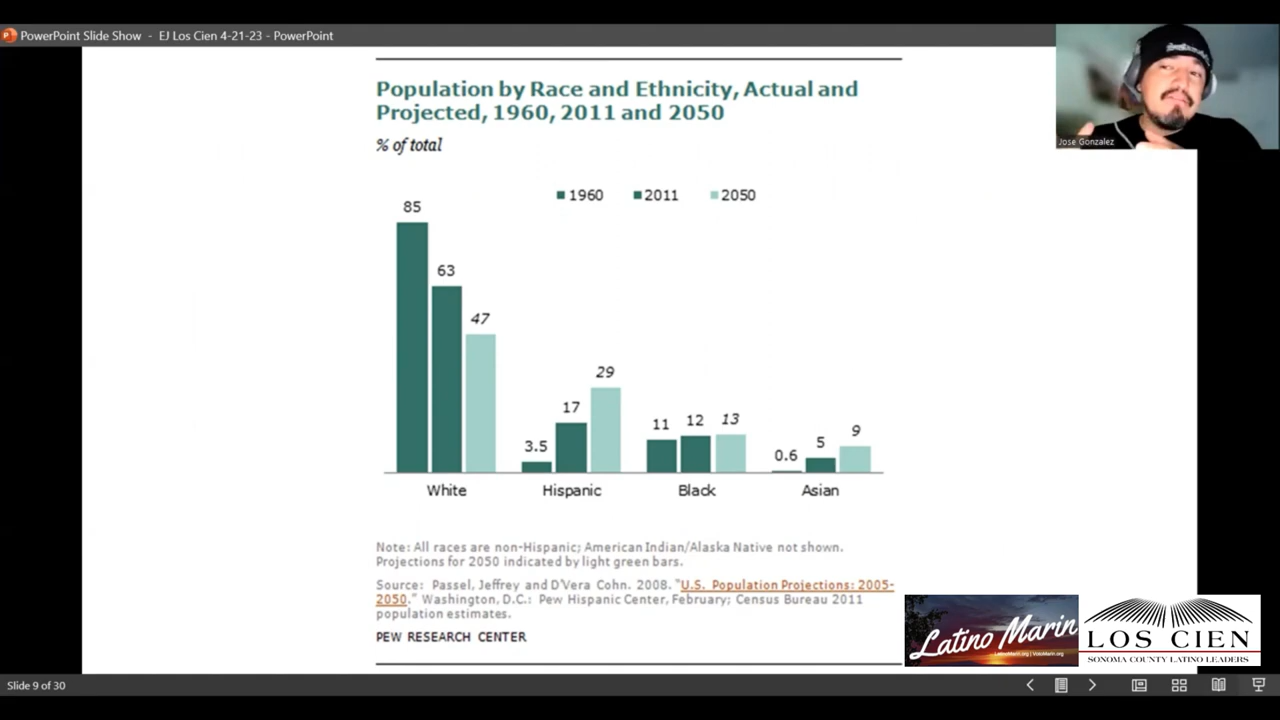 PowerPoint Slide Show - EJ Los Cien 4-21-23 - PowerPoint
Jose Gonzalez
Population by Race and Ethnicity, Actual and
Projected, 1960, 2011 and 2050
% of total
1960 2011 2050
85
63
47
3.5
17
29
11
12
13
0.6
5
9
White Hispanic Black Asian
Note: All races are non-Hispanic; American Indian/Alaska Native not shown.
Projections for 2050 indicated by light green bars.
Source: Passel, Jeffrey and D'Vera Cohn. 2008. "U.S. Population Projections: 2005-
2050." Washington, D.C.: Pew Hispanic Center, February; Census Bureau 2011
population estimates.
PEW RESEARCH CENTER
Latino Marin
LatinoMarin.org | VotoMarin.org
LOS CIEN
SONOMA COUNTY LATINO LEADERS
Slide 9 of 30